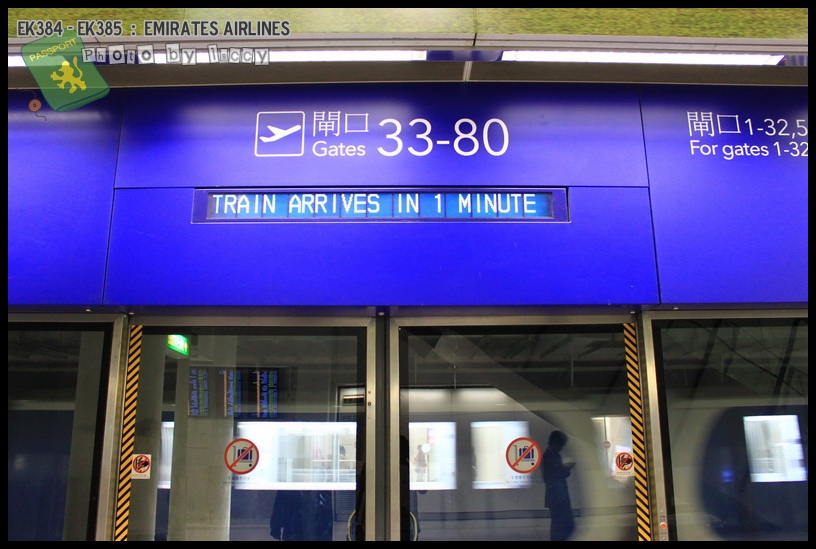 EK384 - EK385 : EMIRATES AIRLINES
PASSPORT
Photo by laccy
閘口
Gates 33-80
閘口 1-32,5
For gates 1-32
TRAIN ARRIVES IN 1 MINUTE